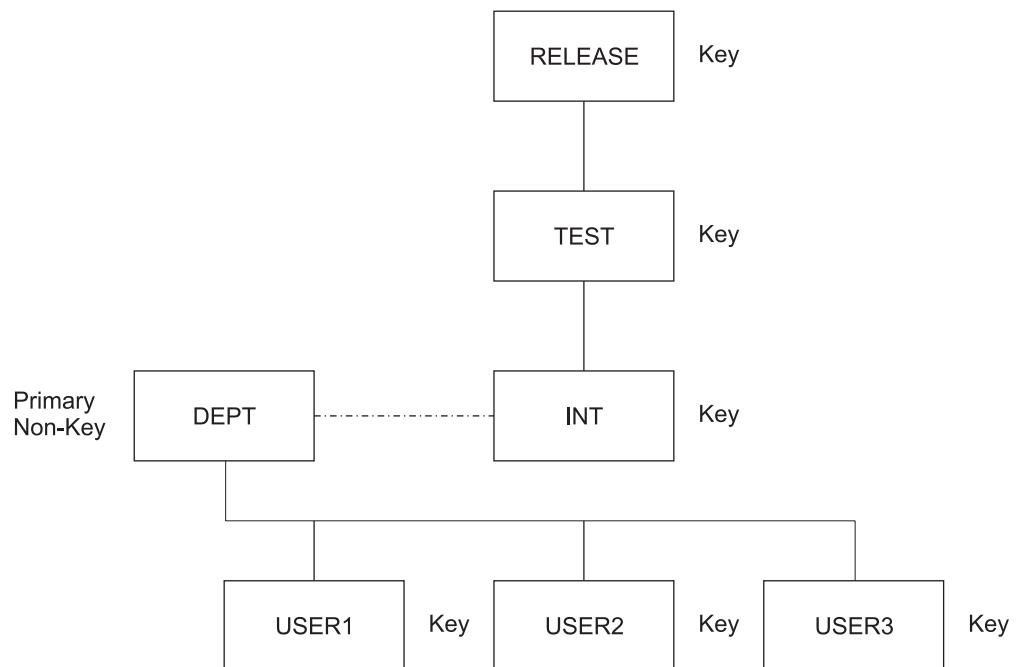 RELEASE
Key
TEST
Key
Primary
Non-Key
DEPT
INT
Key
USER1
Key
USER2
Key
USER3
Key